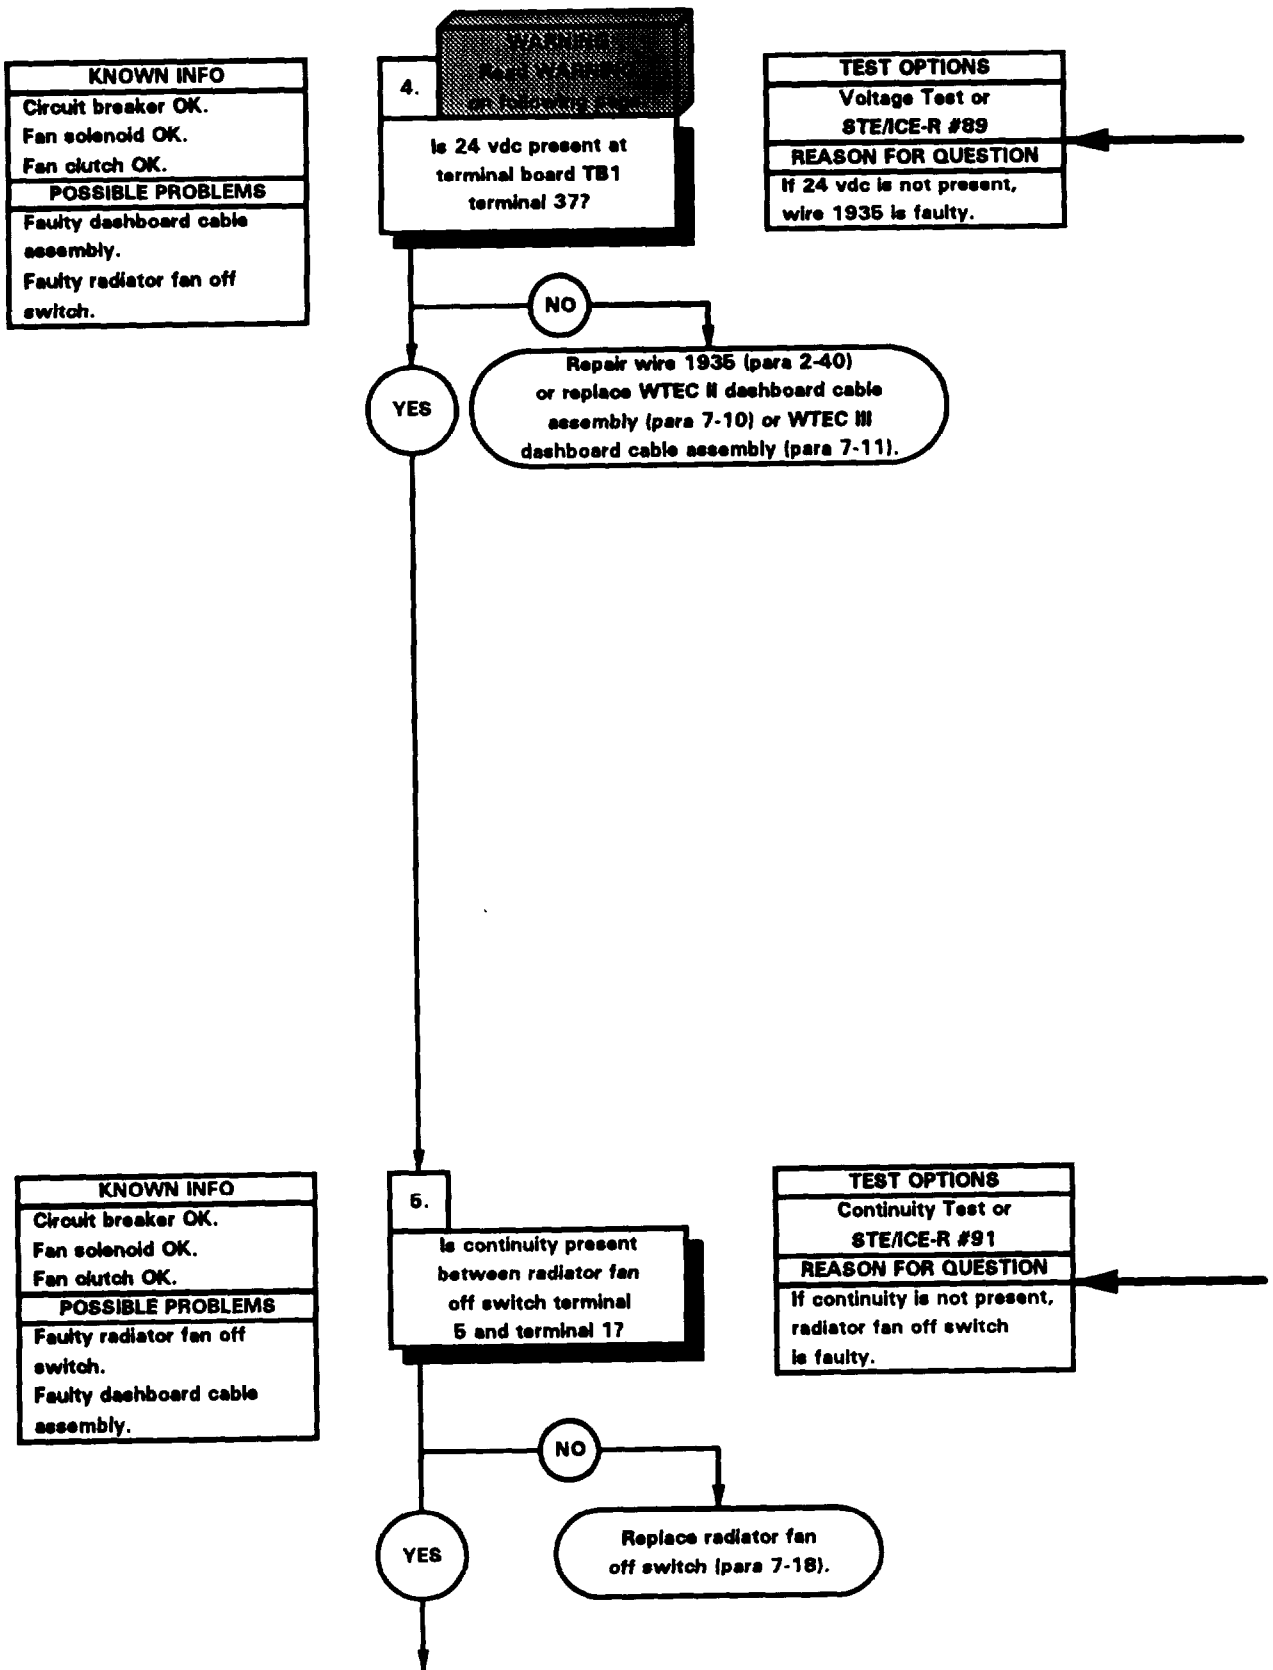 KNOWN INFO
Circuit breaker OK.
Fan solenoid OK.
Fan clutch OK.
POSSIBLE PROBLEMS
Faulty dashboard cable
assembly.
Faulty radiator fan off
switch.
4.
WARNING
Read WARNING
on following page.
Is 24 vdc present at
terminal board TB1
terminal 37?
TEST OPTIONS
Voltage Test or
STE/ICE-R #89
REASON FOR QUESTION
If 24 vdc is not present,
wire 1935 is faulty.
NO
YES
Repair wire 1935 (para 2-40)
or replace WTEC II dashboard cable
assembly (para 7-10) or WTEC III
dashboard cable assembly (para 7-11).
KNOWN INFO
Circuit breaker OK.
Fan solenoid OK.
Fan clutch OK.
POSSIBLE PROBLEMS
Faulty radiator fan off
switch.
Faulty dashboard cable
assembly.
5.
Is continuity present
between radiator fan
off switch terminal
5 and terminal 1?
TEST OPTIONS
Continuity Test or
STE/ICE-R #91
REASON FOR QUESTION
If continuity is not present,
radiator fan off switch
is faulty.
NO
YES
Replace radiator fan
off switch (para 7-18).